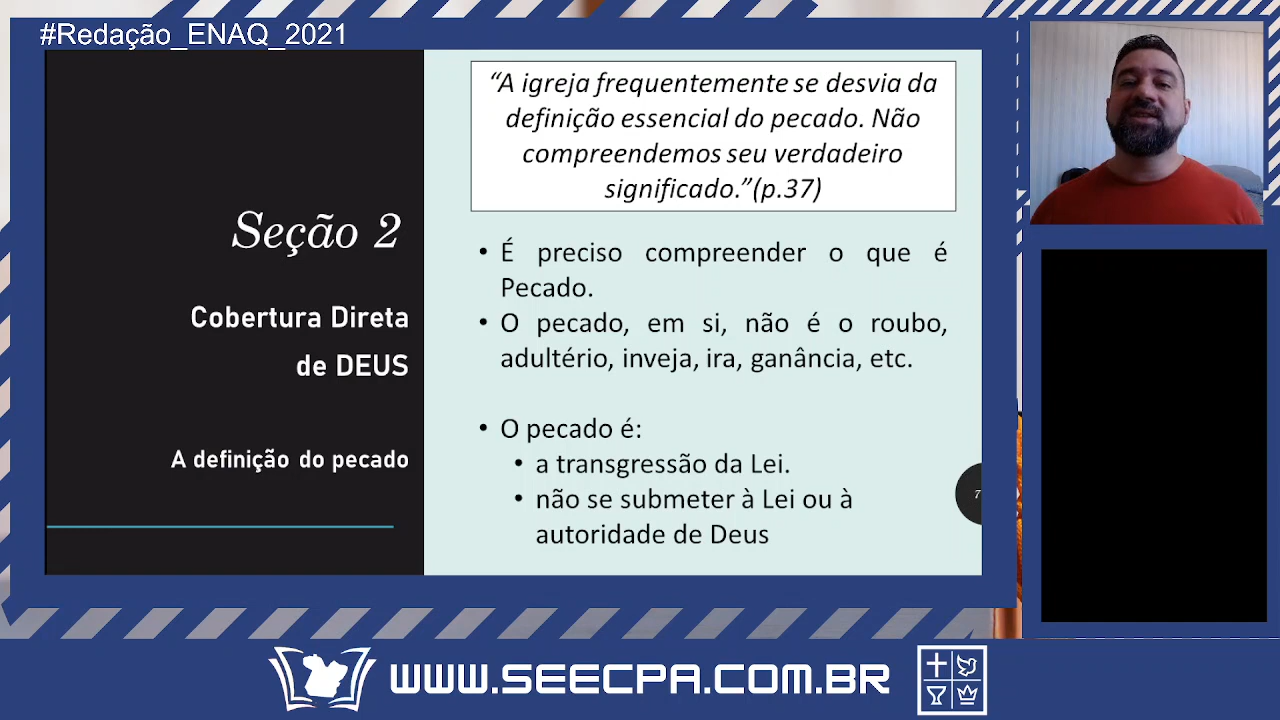 #Redação_ENAQ_2021
Seção 2
Cobertura Direta
de DEUS
A definição do pecado
“A igreja frequentemente se desvia da
definição essencial do pecado. Não
compreendemos seu verdadeiro
significado.”(p.37)
• É preciso compreender o que é
Pecado.
• O pecado, em si, não é o roubo,
adultério, inveja, ira, ganância, etc.
• O pecado é:
• a transgressão da Lei.
• não se submeter à Lei ou à
autoridade de Deus
7
WWW.SEECPA.COM.BR